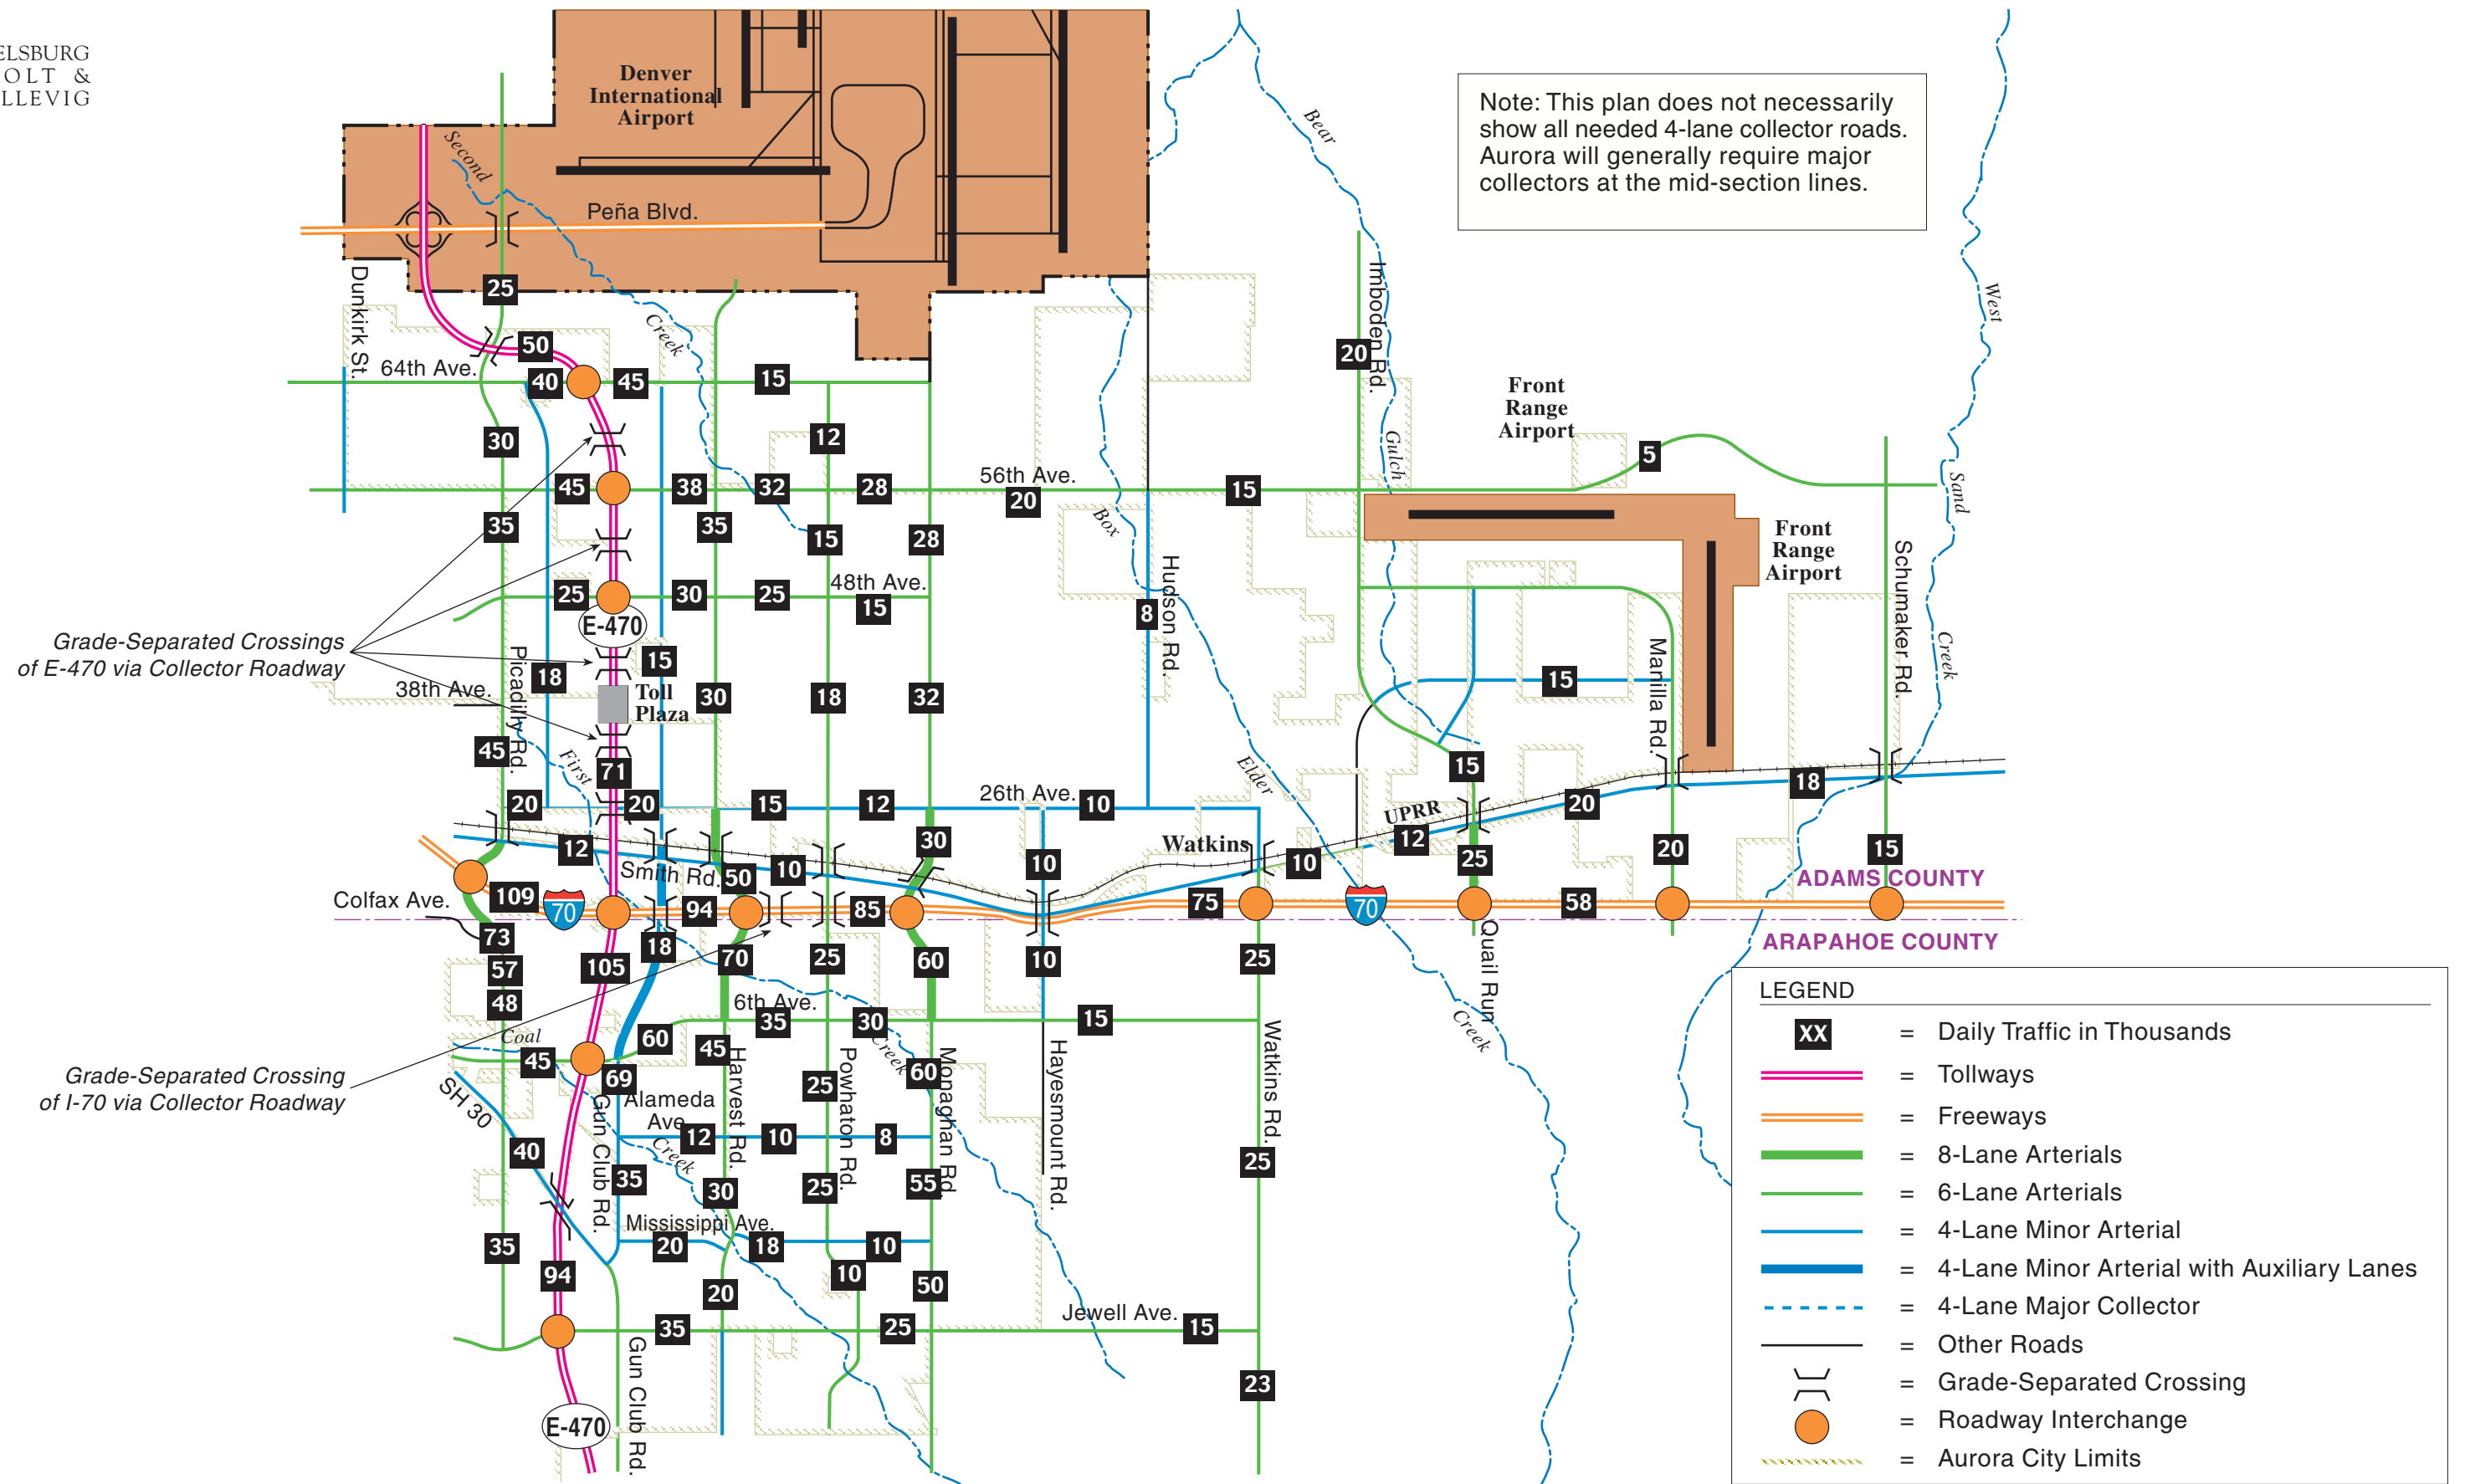 ELSBURG
OLT &
LLEVIG
Denver
International
Airport
Note: This plan does not necessarily
show all needed 4-lane collector roads.
Aurora will generally require major
collectors at the mid-section lines.
Second
Bear
Peña Blvd.
Dunkirk St.
25
Imboden Rd.
West
Creek
50
20
64th Ave.
40
45
15
Front
Range
Airport
30
12
Gulch
5
56th Ave.
45
38
32
28
20
15
Sand
35
35
15
28
Box
Front
Range
Airport
Hudson Rd.
Schumaker Rd.
48th Ave.
25
30
25
15
8
E-470
Grade-Separated Crossings
of E-470 via Collector Roadway
Picadilly Rd.
18
15
Manilla Rd.
Creek
38th Ave.
Toll
Plaza
30
18
32
15
45
First
71
15
Elder
18
26th Ave.
20
20
15
12
10
UPRR
20
12
Smith Rd.
50
10
30
10
Watkins
10
12
25
20
15
ADAMS COUNTY
Colfax Ave.
109
70
94
85
75
70
58
ARAPAHOE COUNTY
73
18
57
105
70
25
60
10
25
Quail Run
48
6th Ave.
35
30
15
Coal
45
60
45
Harvest Rd.
Creek
Creek
Watkins Rd.
Hayesmount Rd.
Grade-Separated Crossing
of I-70 via Collector Roadway
SH 30
69
Gun Club Rd.
Alameda
Ave.
25
Powhaton Rd.
60
Monaghan Rd.
12
10
8
Creek
40
35
30
25
55
25
Mississippi Ave.
35
20
18
10
94
20
10
50
Jewell Ave.
35
25
15
Gun Club Rd.
23
E-470
LEGEND
XX = Daily Traffic in Thousands
= Tollways
= Freeways
= 8-Lane Arterials
= 6-Lane Arterials
= 4-Lane Minor Arterial
= 4-Lane Minor Arterial with Auxiliary Lanes
= 4-Lane Major Collector
= Other Roads
= Grade-Separated Crossing
= Roadway Interchange
= Aurora City Limits